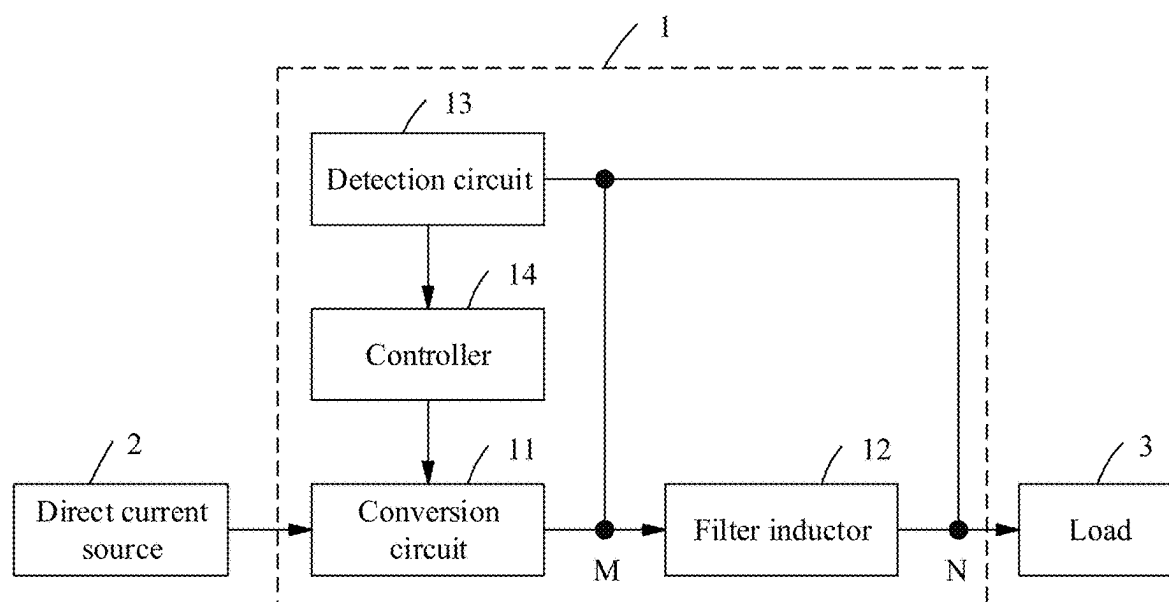 1
13
Detection circuit
14
Controller
2
11
12
3
Direct current
source
Conversion
circuit
Filter inductor
Load
M
N